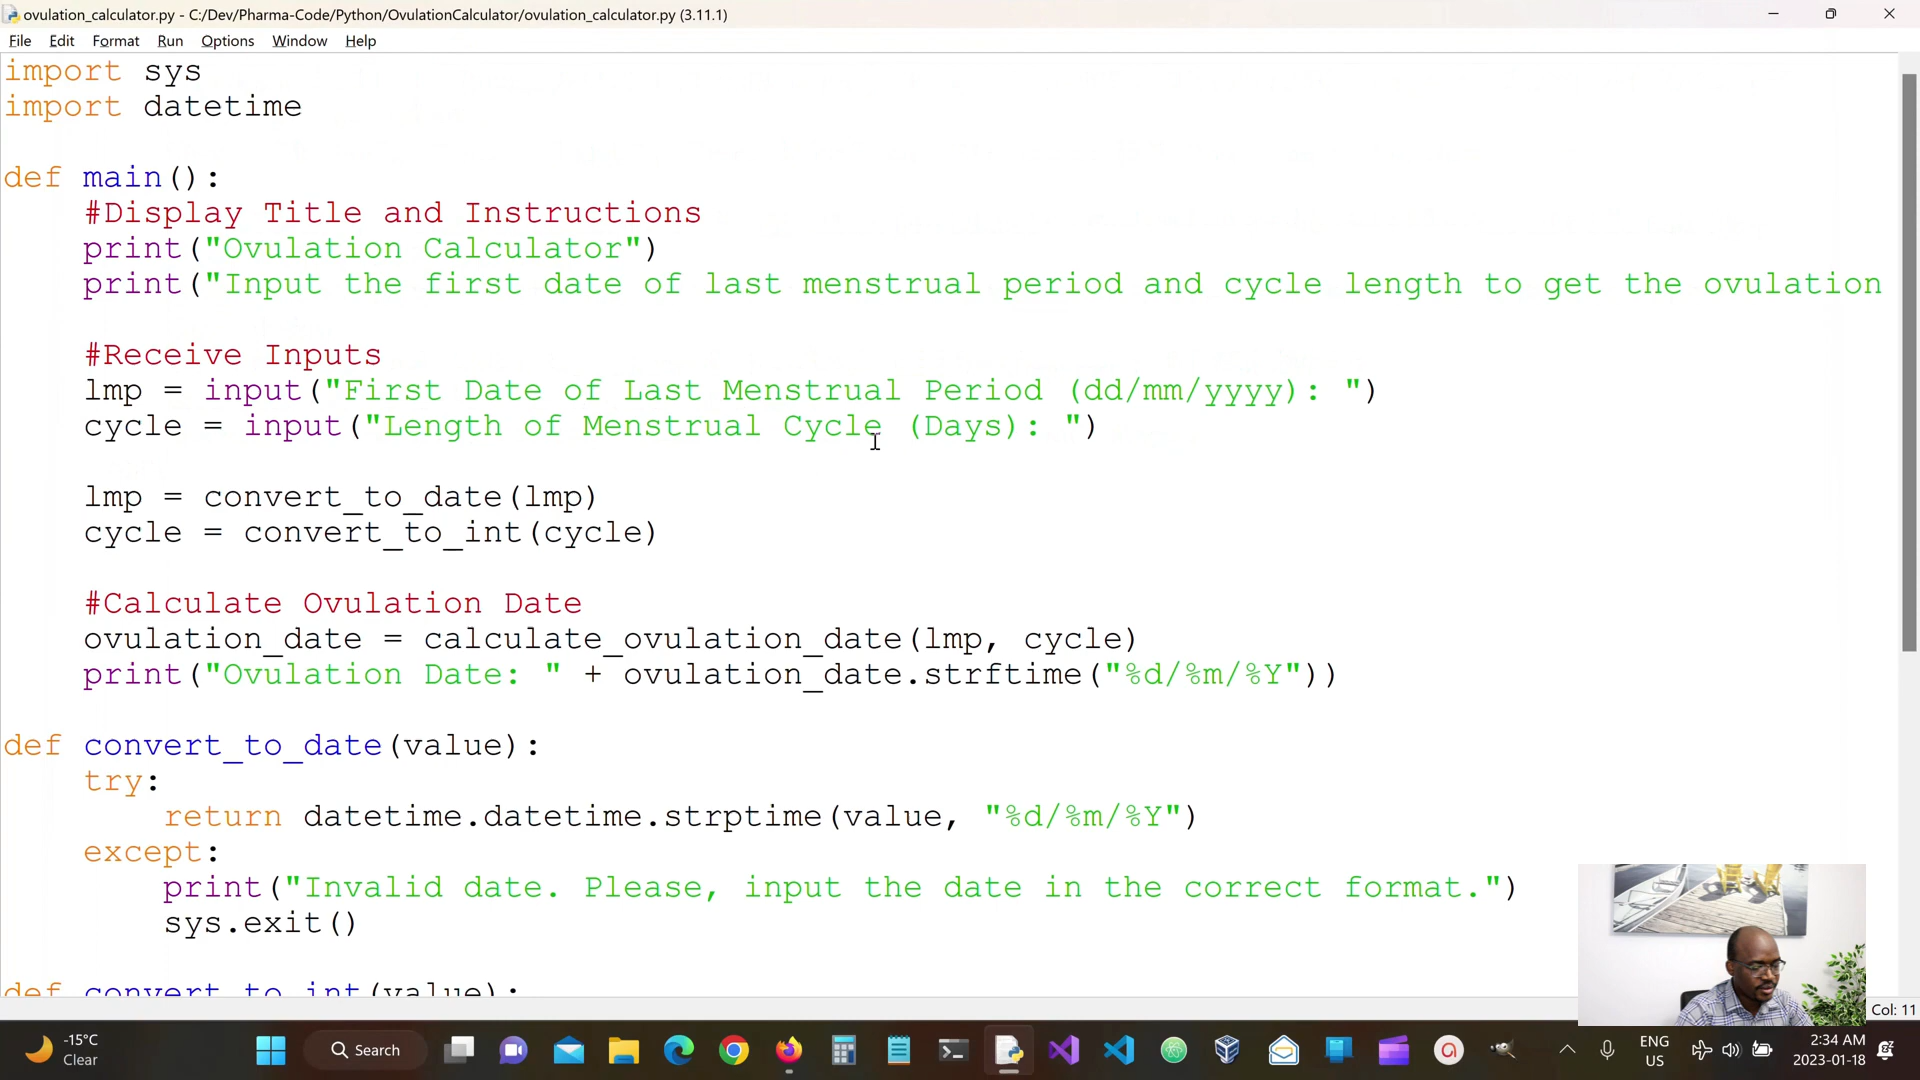 ovulation_calculator.py - C:/Dev/Pharma-Code/Python/OvulationCalculator/ovulation_calculator.py (3.11.1)
File Edit Format Run Options Window Help
import sys
import datetime
def main():
    #Display Title and Instructions
    print("Ovulation Calculator")
    print("Input the first date of last menstrual period and cycle length to get the ovulation
    #Receive Inputs
    lmp = input("First Date of Last Menstrual Period (dd/mm/yyyy): ")
    cycle = input("Length of Menstrual Cycle (Days): ")
    lmp = convert_to_date(lmp)
    cycle = convert_to_int(cycle)
    #Calculate Ovulation Date
    ovulation_date = calculate_ovulation_date(lmp, cycle)
    print("Ovulation Date: " + ovulation_date.strftime("%d/%m/%Y"))
def convert_to_date(value):
    try:
        return datetime.datetime.strptime(value, "%d/%m/%Y")
    except:
        print("Invalid date. Please, input the date in the correct format.")
        sys.exit()
def convert_to_int(value):
Col: 11
-15°C
Clear
Search
ENG
US
2:34 AM
2023-01-18